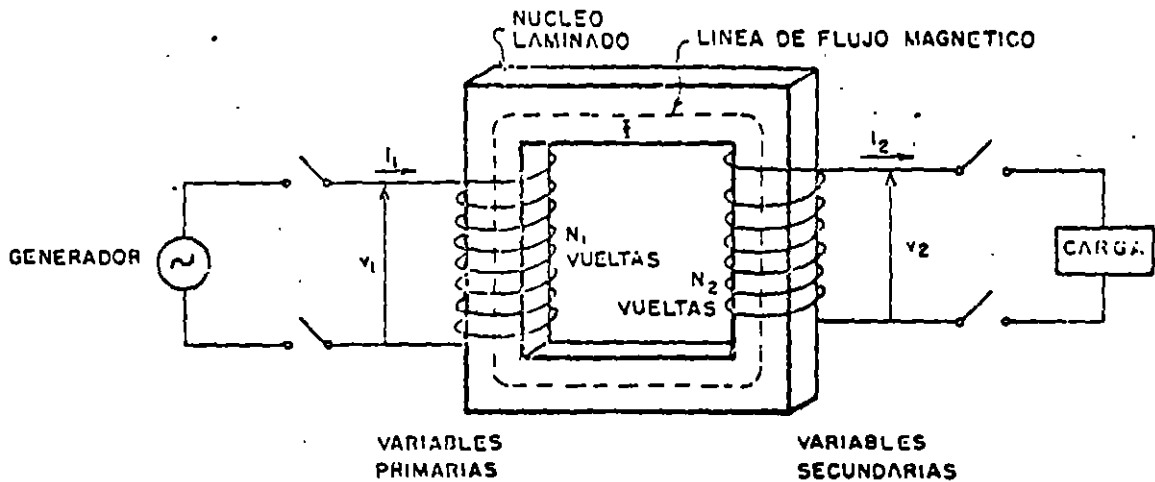 NUCLEO
LAMINADO
LINEA DE FLUJO MAGNETICO
I₁
I₂
GENERADOR
v₁
N₁
VUELTAS
N₂
VUELTAS
v₂
CARGA
VARIABLES
PRIMARIAS
VARIABLES
SECUNDARIAS